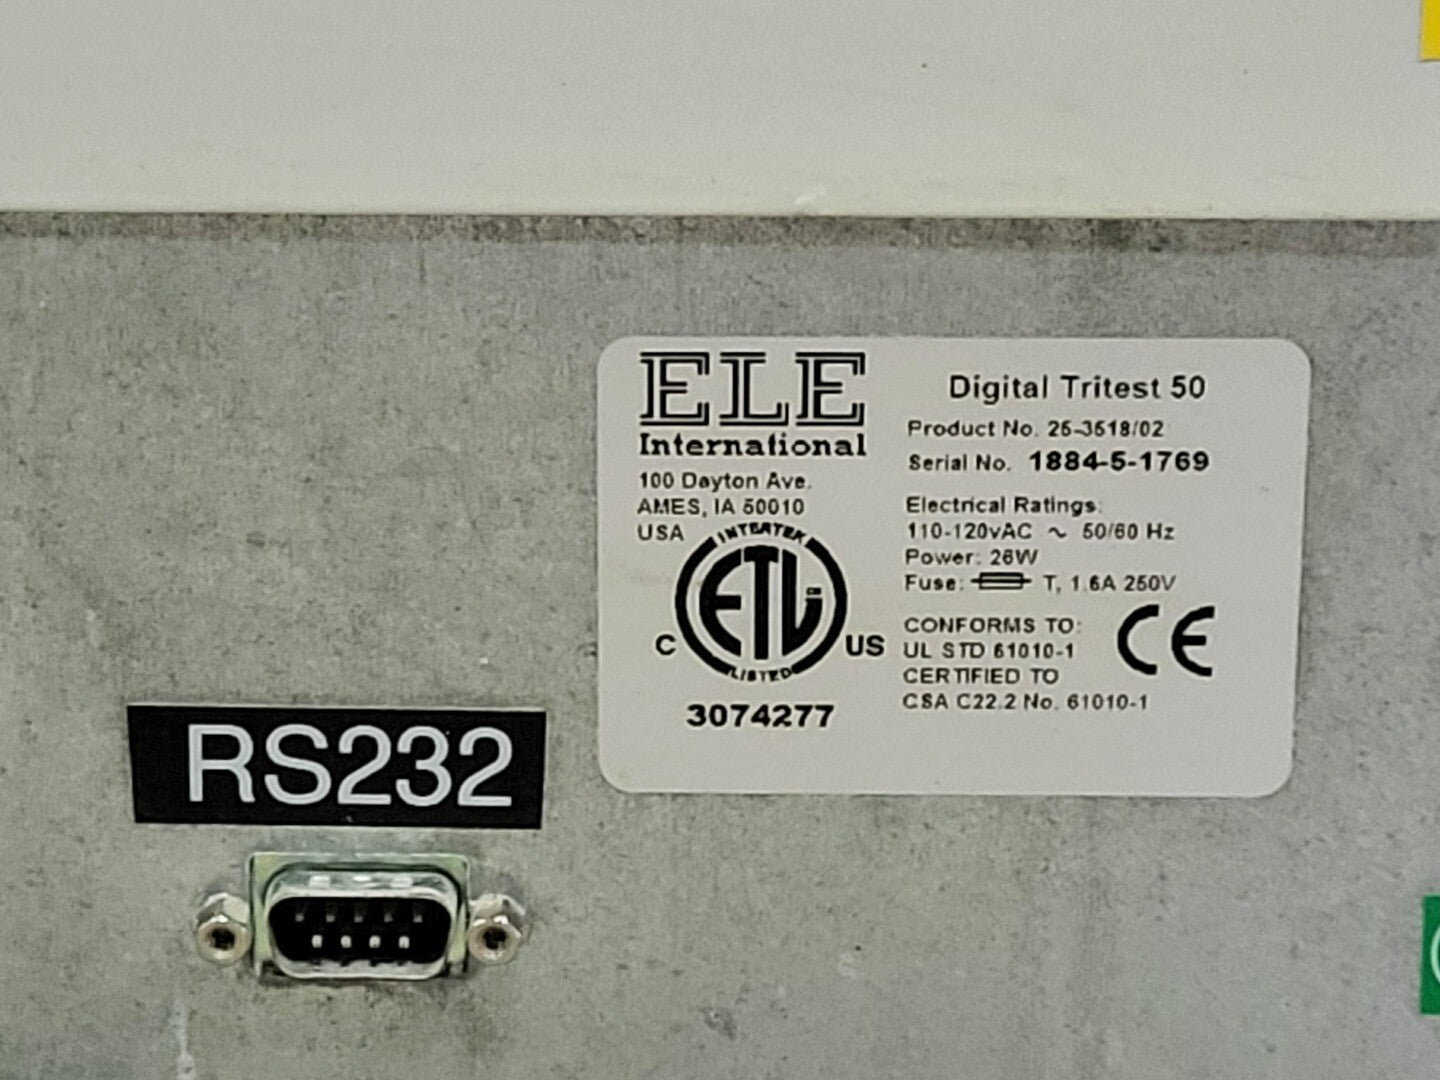 ELE
International
100 Dayton Ave.
AMES, IA 50010
USA
INTERTEK
ETL
CM
C
US
LISTED
3074277
Digital Tritest 50
Product No. 25-3518/02
Serial No. 1884-5-1769
Electrical Ratings:
110-120vAC ~ 50/60 Hz
Power: 26W
Fuse: T, 1.6A 250V
CONFORMS TO:
UL STD 61010-1
CERTIFIED TO
CSA C22.2 No. 61010-1
CE
RS232